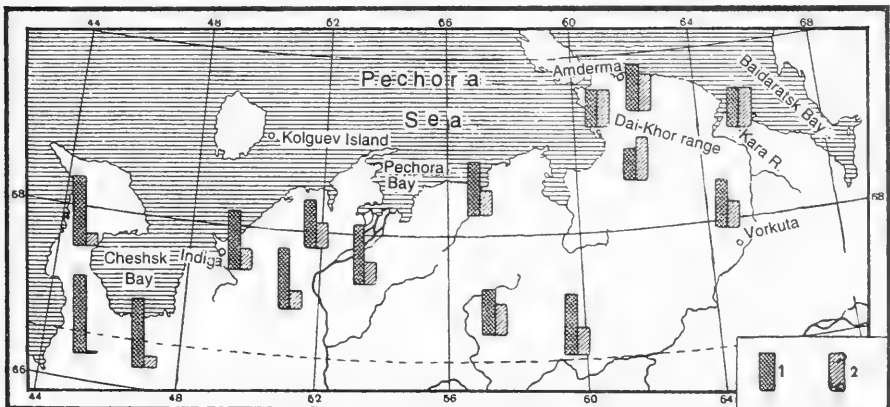 44
48
52
56
60
64
68
Pechora
Sea
Amderma
Baidaratsk Bay
Dai-Khor range
Kara R.
Kolguev Island
Pechora
Bay
68
68
Vorkuta
Cheshsk
Bay
Indiga
66
44
48
52
56
60
64
1
2